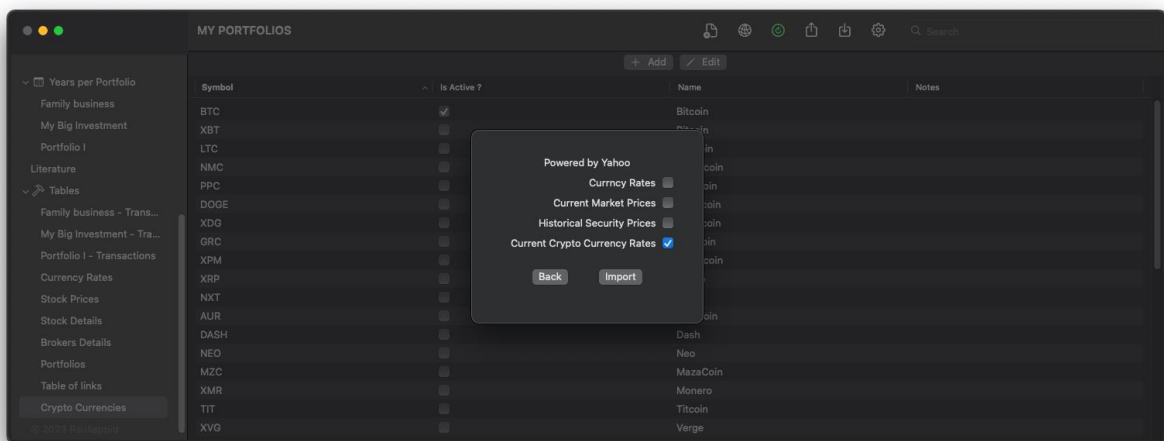 MY PORTFOLIOS
Search
+ Add
Edit
Years per Portfolio
Family business
My Big Investment
Portfolio I
Literature
Tables
Family business - Trans...
My Big Investment - Tra...
Portfolio I - Transactions
Currency Rates
Stock Prices
Stock Details
Brokers Details
Portfolios
Table of links
Crypto Currencies
Symbol Is Active ? Name Notes
BTC Bitcoin
XBT
LTC
NMC
PPC
DOGE
XDG
GRC
XPM
XRP
NXT
AUR
DASH Dash
NEO Neo
MZC MazaCoin
XMR Monero
TIT Titcoin
XVG Verge
Powered by Yahoo
Currncy Rates
Current Market Prices
Historical Security Prices
Current Crypto Currency Rates
Back Import